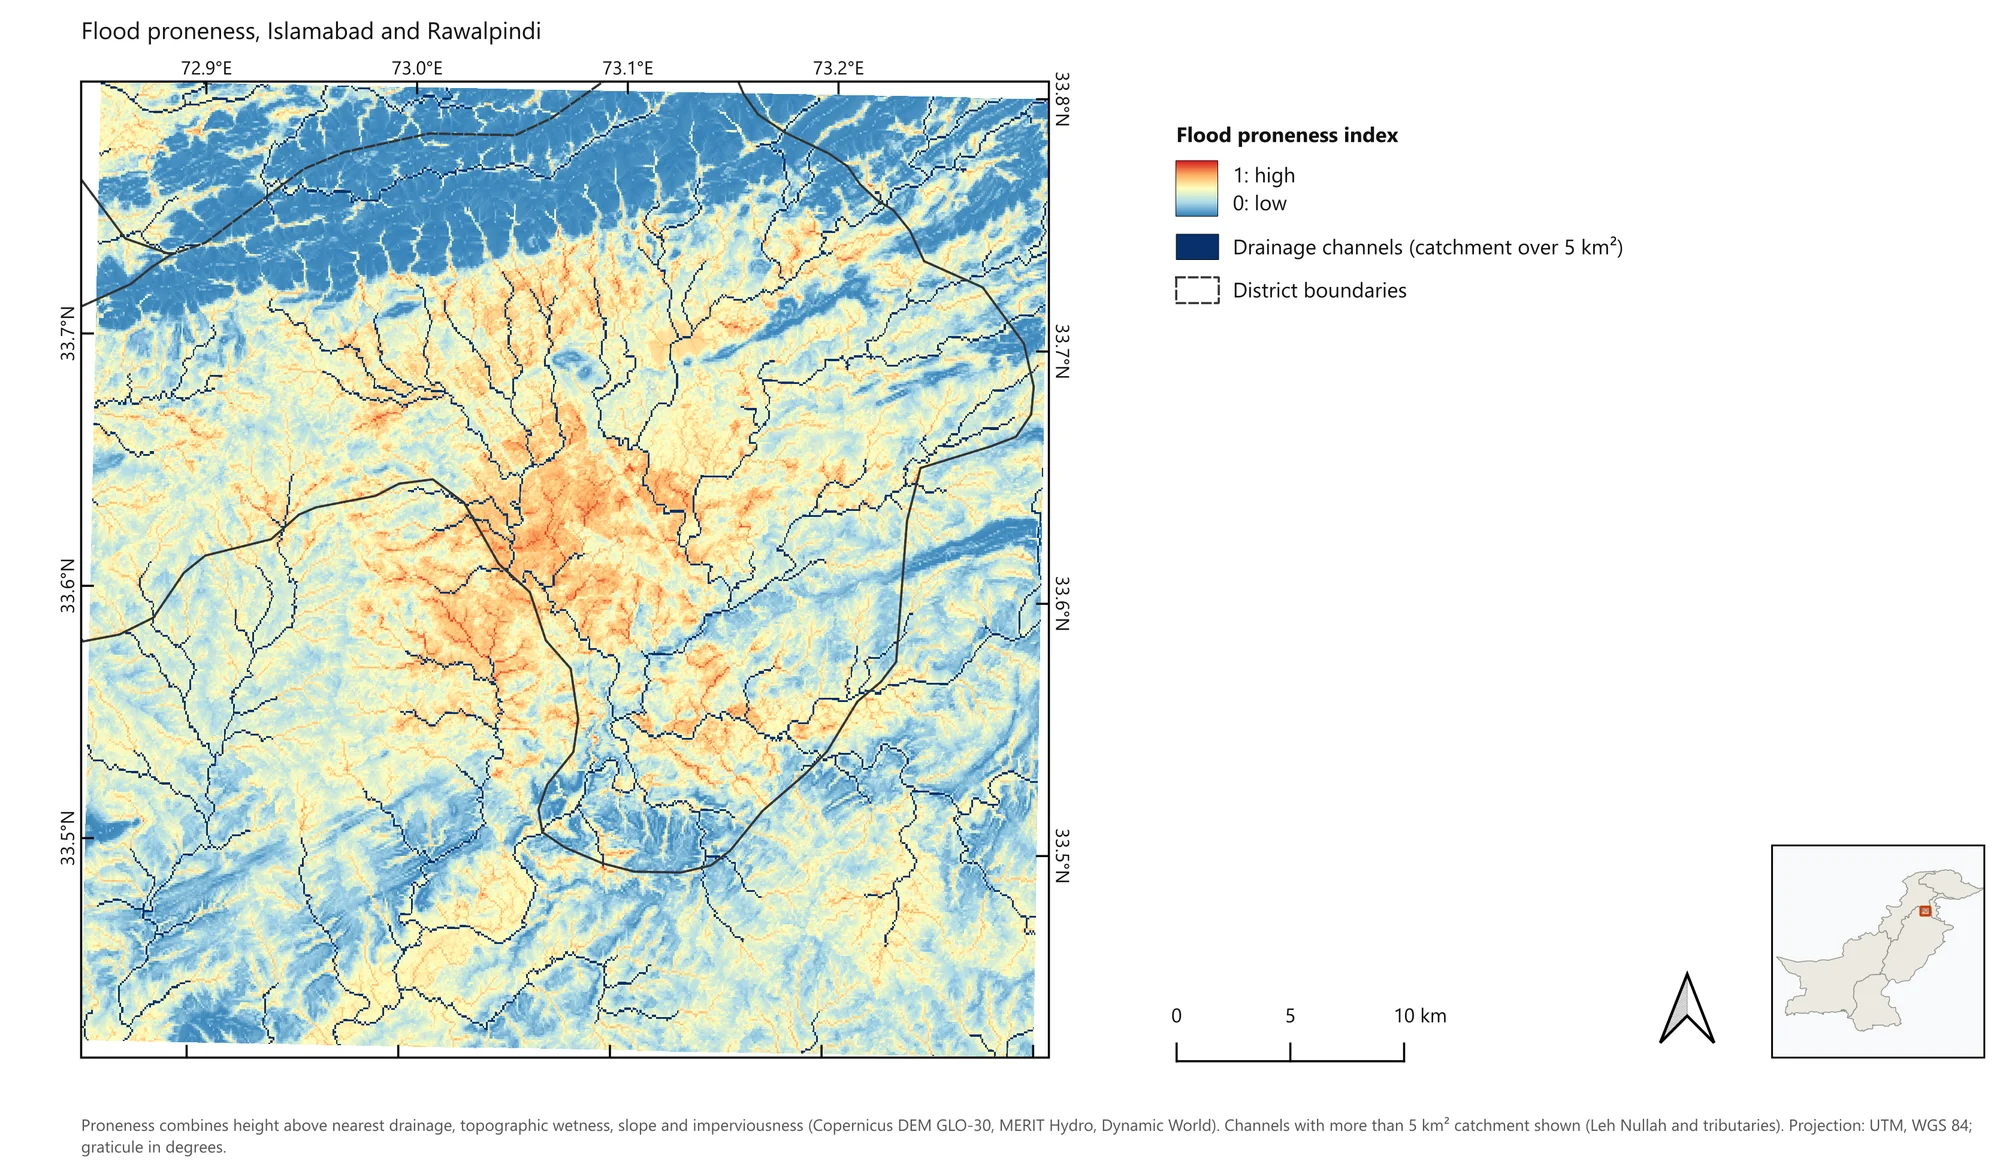 Flood proneness, Islamabad and Rawalpindi
72.9°E 73.0°E 73.1°E 73.2°E
33.8°N
33.7°N
33.7°N
33.6°N
33.6°N
33.5°N
33.5°N
Flood proneness index
1: high
0: low
Drainage channels (catchment over 5 km²)
District boundaries
0 5 10 km
Proneness combines height above nearest drainage, topographic wetness, slope and imperviousness (Copernicus DEM GLO-30, MERIT Hydro, Dynamic World). Channels with more than 5 km² catchment shown (Leh Nullah and tributaries). Projection: UTM, WGS 84;
graticule in degrees.